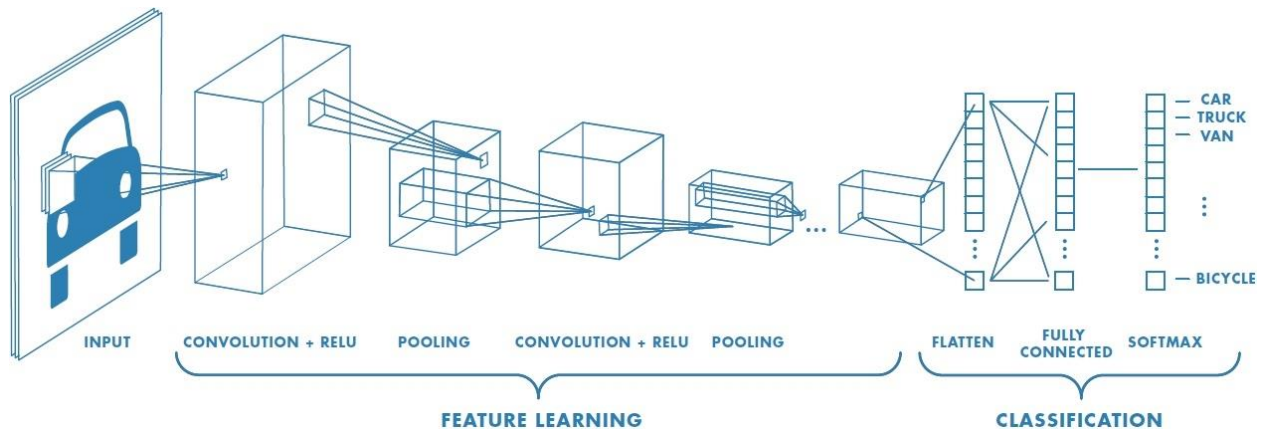 CAR
TRUCK
VAN
BICYCLE
INPUT
CONVOLUTION + RELU
POOLING
CONVOLUTION + RELU
POOLING
FLATTEN
FULLY
CONNECTED
SOFTMAX
FEATURE LEARNING
CLASSIFICATION